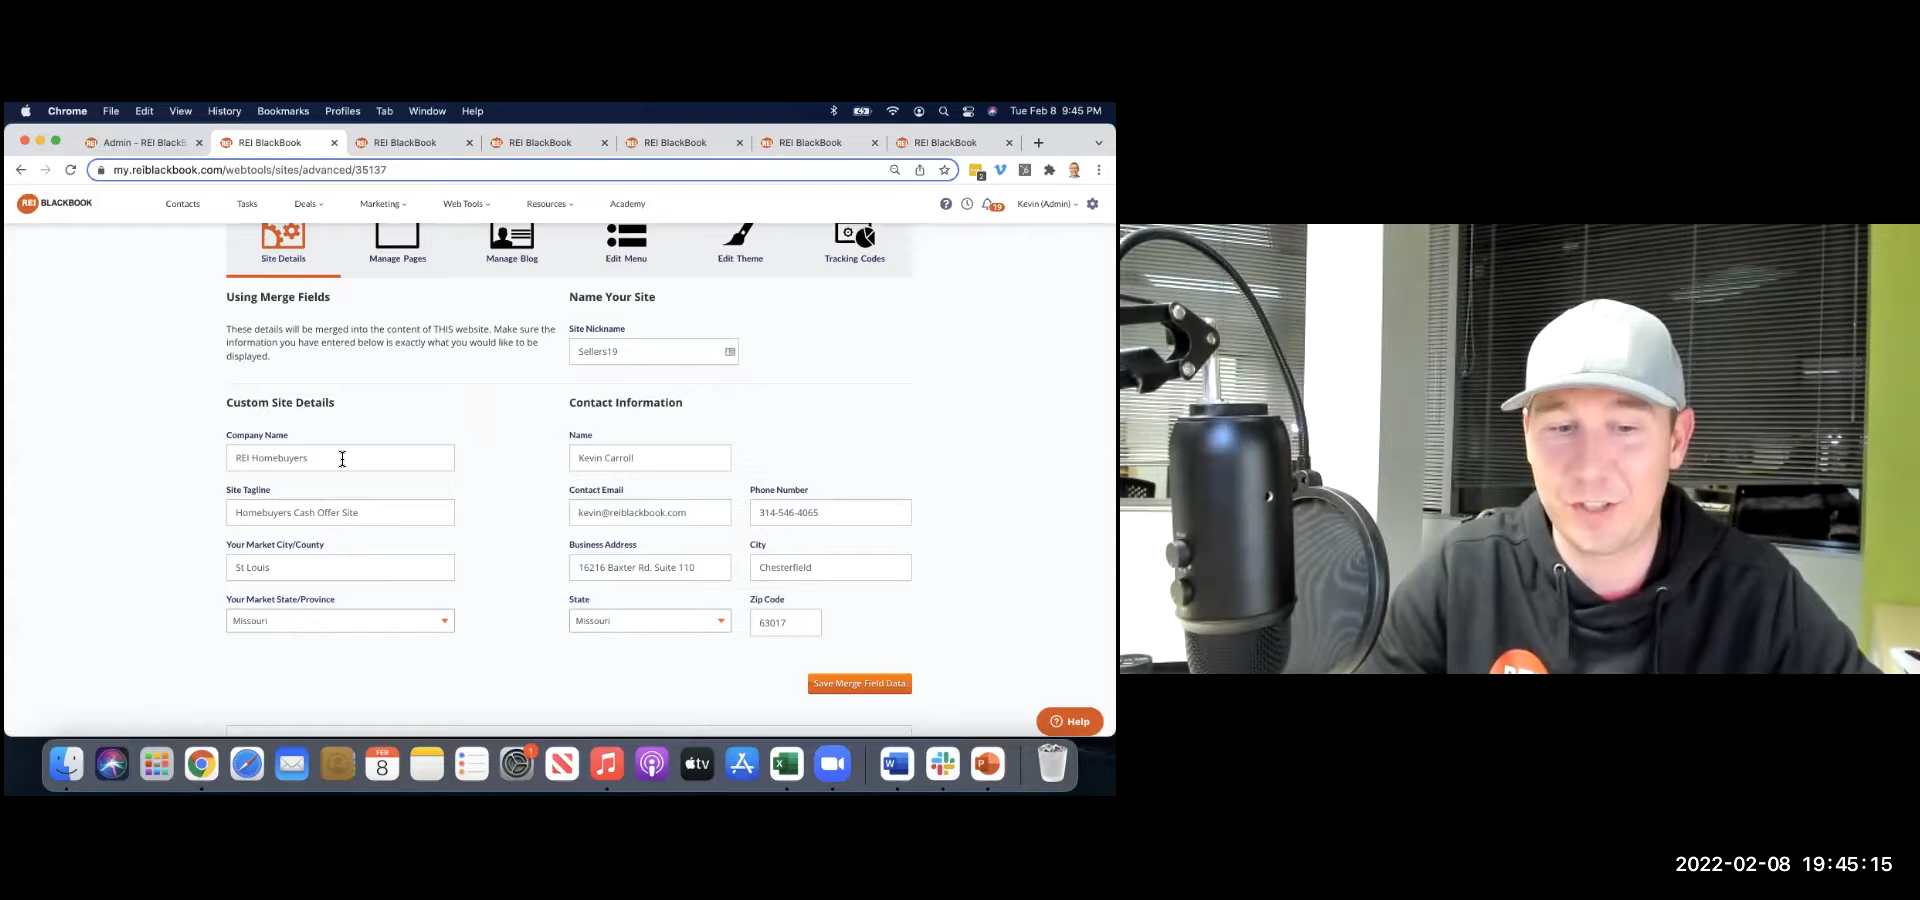 Chrome File Edit View History Bookmarks Profiles Tab Window Help Tue Feb 8 9:45 PM
Admin - REI BlackB REI BlackBook REI BlackBook REI BlackBook REI BlackBook REI BlackBook REI BlackBook
my.reiblackbook.com/webtools/sites/advanced/35137
2
REI BLACKBOOK Contacts Tasks Deals Marketing Web Tools Resources Academy 19 Kevin (Admin)
Site Details Manage Pages Manage Blog Edit Menu Edit Theme Tracking Codes
Using Merge Fields
These details will be merged into the content of THIS website. Make sure the
information you have entered below is exactly what you would like to be
displayed.
Name Your Site
Site Nickname
Sellers19
Custom Site Details
Company Name
REI Homebuyers
Site Tagline
Homebuyers Cash Offer Site
Your Market City/County
St Louis
Your Market State/Province
Missouri
Contact Information
Name
Kevin Carroll
Contact Email Phone Number
kevin@reiblackbook.com 314-546-4065
Business Address City
16216 Baxter Rd. Suite 110 Chesterfield
State Zip Code
Missouri 63017
Save Merge Field Data
Help
FEB
8
1
tv
X
W
P
REI
2022-02-08 19:45:15